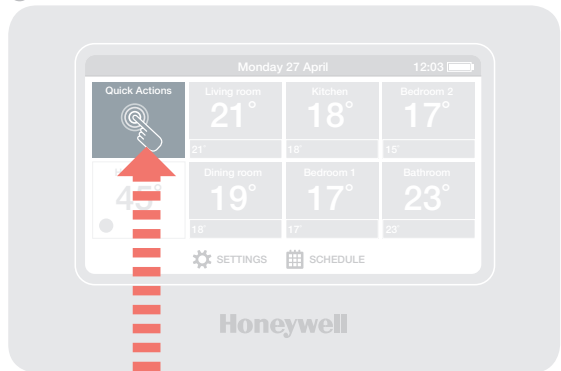 Monday 27 April 12:03
Quick Actions Living room Kitchen Bedroom 2
21° 18° 17°
21° 18° 15°
Dining room Bedroom 1 Bathroom
45° 19° 17° 23°
18° 17° 23°
SETTINGS SCHEDULE
Honeywell